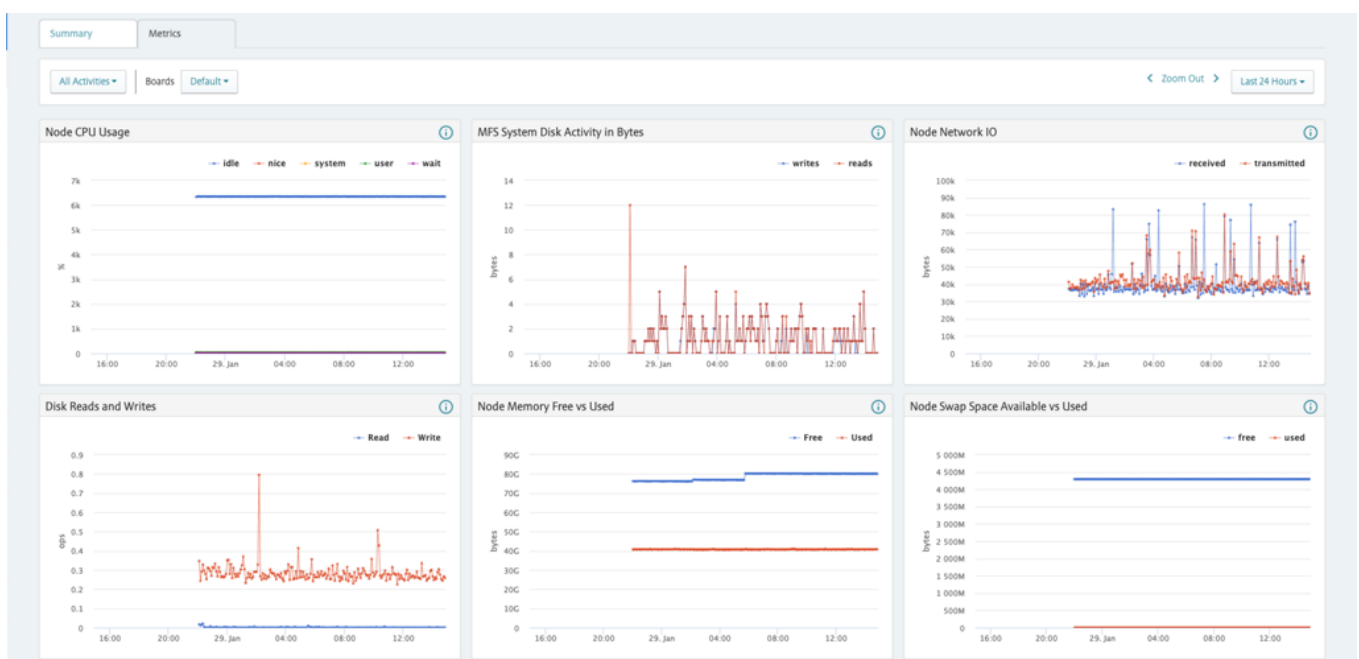 Summary Metrics
All Activities Boards Default Zoom Out Last 24 Hours
Node CPU Usage
idle nice system user wait
7k
6k
5k
4k
3k
2k
1k
0
%
16:00 20:00 29. Jan 04:00 08:00 12:00
MFS System Disk Activity in Bytes
writes reads
14
12
10
8
6
4
2
0
bytes
16:00 20:00 29. Jan 04:00 08:00 12:00
Node Network IO
received transmitted
100k
90k
80k
70k
60k
50k
40k
30k
20k
10k
0
bytes
16:00 20:00 29. Jan 04:00 08:00 12:00
Disk Reads and Writes
Read Write
0.9
0.8
0.7
0.6
0.5
0.4
0.3
0.2
0.1
0
ops
16:00 20:00 29. Jan 04:00 08:00 12:00
Node Memory Free vs Used
Free Used
90G
80G
70G
60G
50G
40G
30G
20G
10G
0
bytes
16:00 20:00 29. Jan 04:00 08:00 12:00
Node Swap Space Available vs Used
free used
5 000M
4 500M
4 000M
3 500M
3 000M
2 500M
2 000M
1 500M
1 000M
500M
0
bytes
16:00 20:00 29. Jan 04:00 08:00 12:00